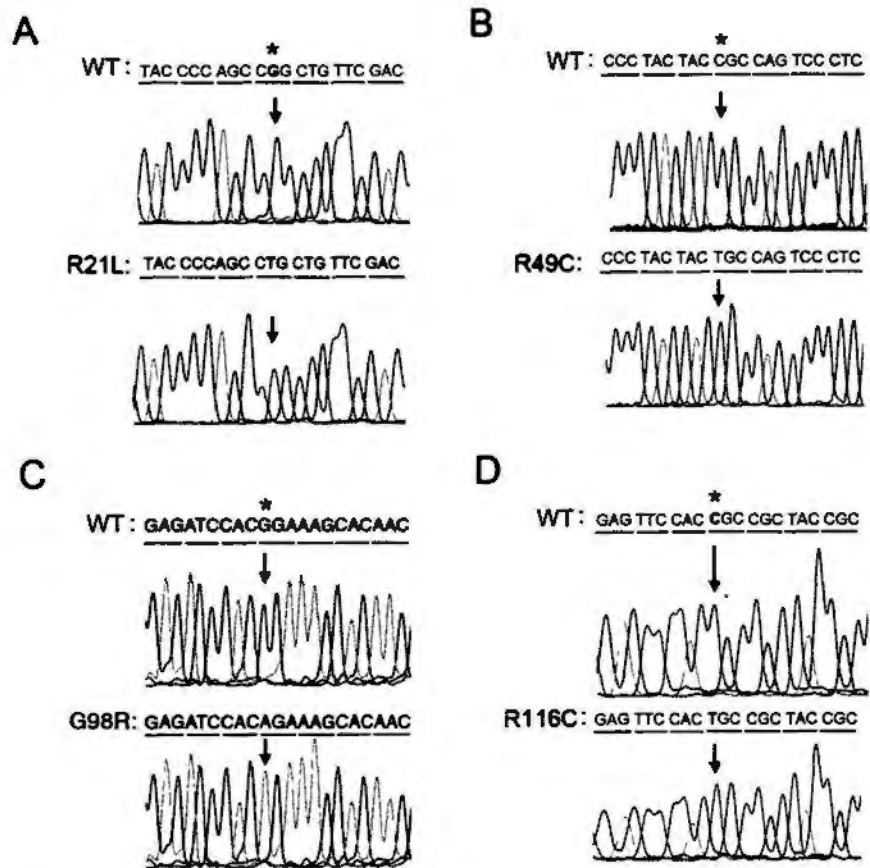 A
*
WT: TAC CCC AGC CGG CTG TTC GAC
R21L: TAC CCCAGC CTG CTG TTC GAC
B
*
WT: CCC TAC TAC CGC CAG TCC CTC
R49C: CCC TAC TAC TGC CAG TCC CTC
C
*
WT: GAGATCCACGGAAAGCACAAC
G98R: GAGATCCACAGAAAGCACAAC
D
*
WT: GAG TTC CAC CGC CGC TAC CGC
R116C: GAG TTC CAC TGC CGC TAC CGC